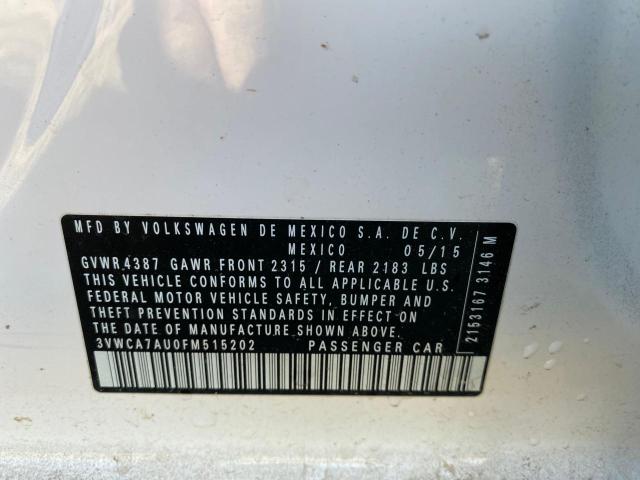 MFD BY VOLKSWAGEN DE MEXICO S.A. DE C.V.
MEXICO 05/15
GVWR 4387 GAWR FRONT 2315 / REAR 2183 LBS
THIS VEHICLE CONFORMS TO ALL APPLICABLE U.S.
FEDERAL MOTOR VEHICLE SAFETY, BUMPER AND
THEFT PREVENTION STANDARDS IN EFFECT ON
THE DATE OF MANUFACTURE SHOWN ABOVE.
3VWCA7AU0FM515202 PASSENGER CAR
2153167 3146 M